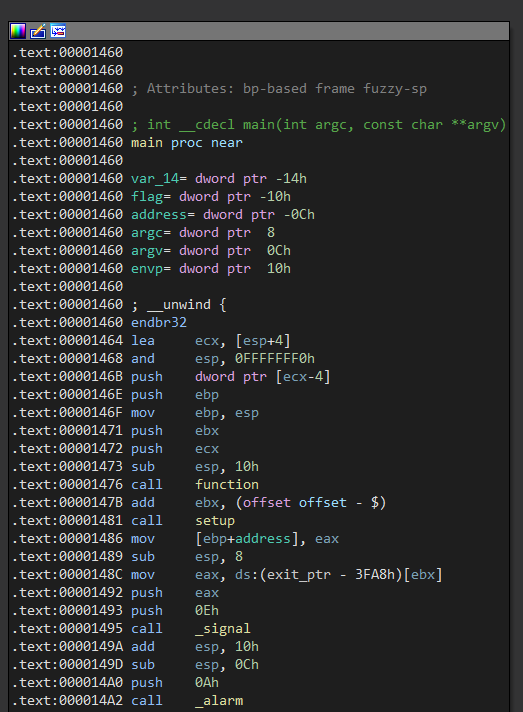 .text:00001460
.text:00001460
.text:00001460 ; Attributes: bp-based frame fuzzy-sp
.text:00001460
.text:00001460 ; int __cdecl main(int argc, const char **argv)
.text:00001460 main proc near
.text:00001460
.text:00001460 var_14= dword ptr -14h
.text:00001460 flag= dword ptr -10h
.text:00001460 address= dword ptr -0Ch
.text:00001460 argc= dword ptr  8
.text:00001460 argv= dword ptr  0Ch
.text:00001460 envp= dword ptr  10h
.text:00001460
.text:00001460 ; __unwind {
.text:00001460 endbr32
.text:00001464 lea     ecx, [esp+4]
.text:00001468 and     esp, 0FFFFFFF0h
.text:0000146B push    dword ptr [ecx-4]
.text:0000146E push    ebp
.text:0000146F mov     ebp, esp
.text:00001471 push    ebx
.text:00001472 push    ecx
.text:00001473 sub     esp, 10h
.text:00001476 call    function
.text:0000147B add     ebx, (offset offset - $)
.text:00001481 call    setup
.text:00001486 mov     [ebp+address], eax
.text:00001489 sub     esp, 8
.text:0000148C mov     eax, ds:(exit_ptr - 3FA8h)[ebx]
.text:00001492 push    eax
.text:00001493 push    0Eh
.text:00001495 call    _signal
.text:0000149A add     esp, 10h
.text:0000149D sub     esp, 0Ch
.text:000014A0 push    0Ah
.text:000014A2 call    _alarm